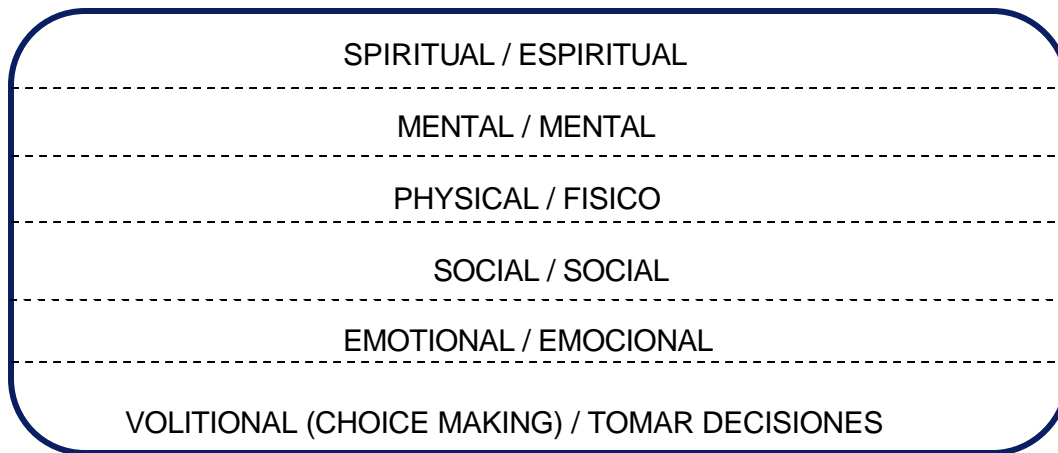 SPIRITUAL / ESPIRITUAL
MENTAL / MENTAL
PHYSICAL / FISICO
SOCIAL / SOCIAL
EMOTIONAL / EMOCIONAL
VOLITIONAL (CHOICE MAKING) / TOMAR DECISIONES